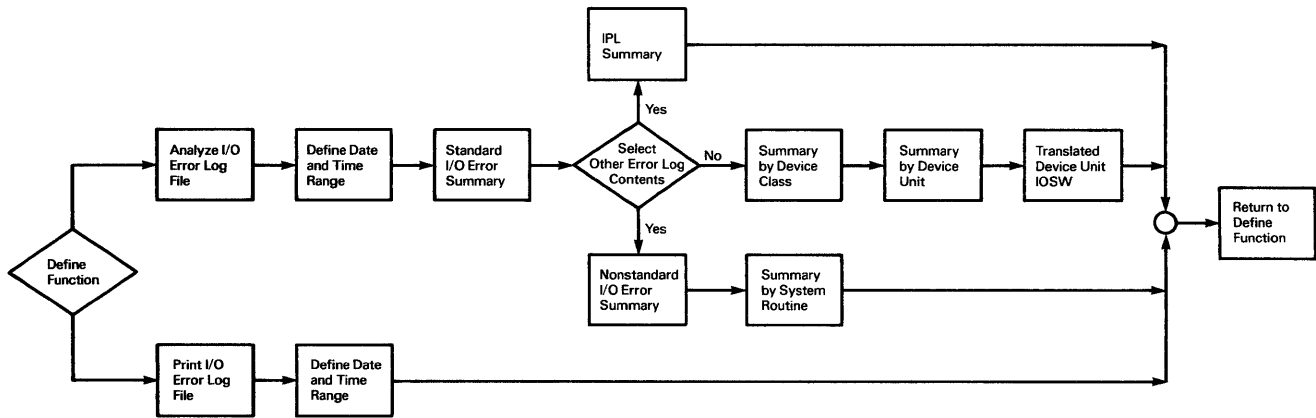 IPL
Summary
Yes
Analyze I/O
Error Log
File
Define Date
and Time
Range
Standard
I/O Error
Summary
Select
Other Error Log
Contents
No
Summary
by Device
Class
Summary
by Device
Unit
Translated
Device Unit
IOSW
Return to
Define
Function
Yes
Define
Function
Nonstandard
I/O Error
Summary
Summary
by System
Routine
Print I/O
Error Log
File
Define Date
and Time
Range